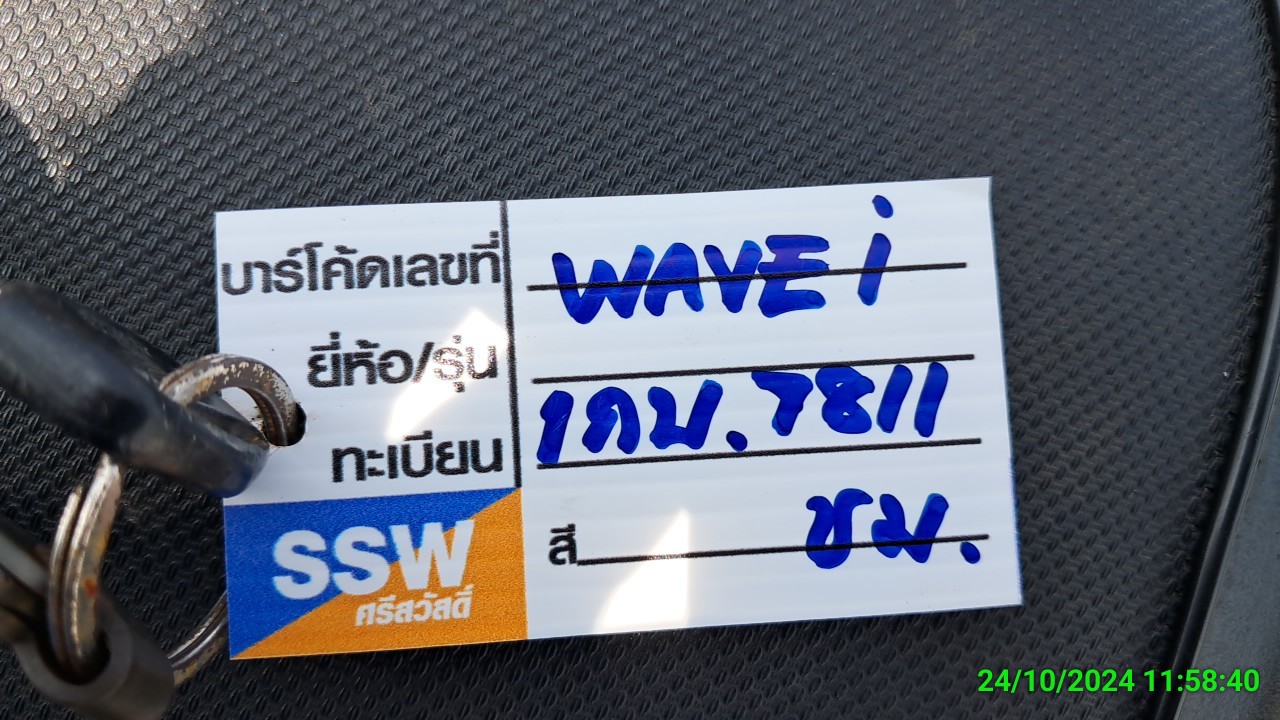 บาร์โค้ดเลขที่ WAVE i
ยี่ห้อ/รุ่น
ทะเบียน 1กบ.7811
SSW สี ชม.
ศรีสวัสดิ์
24/10/2024 11:58:40